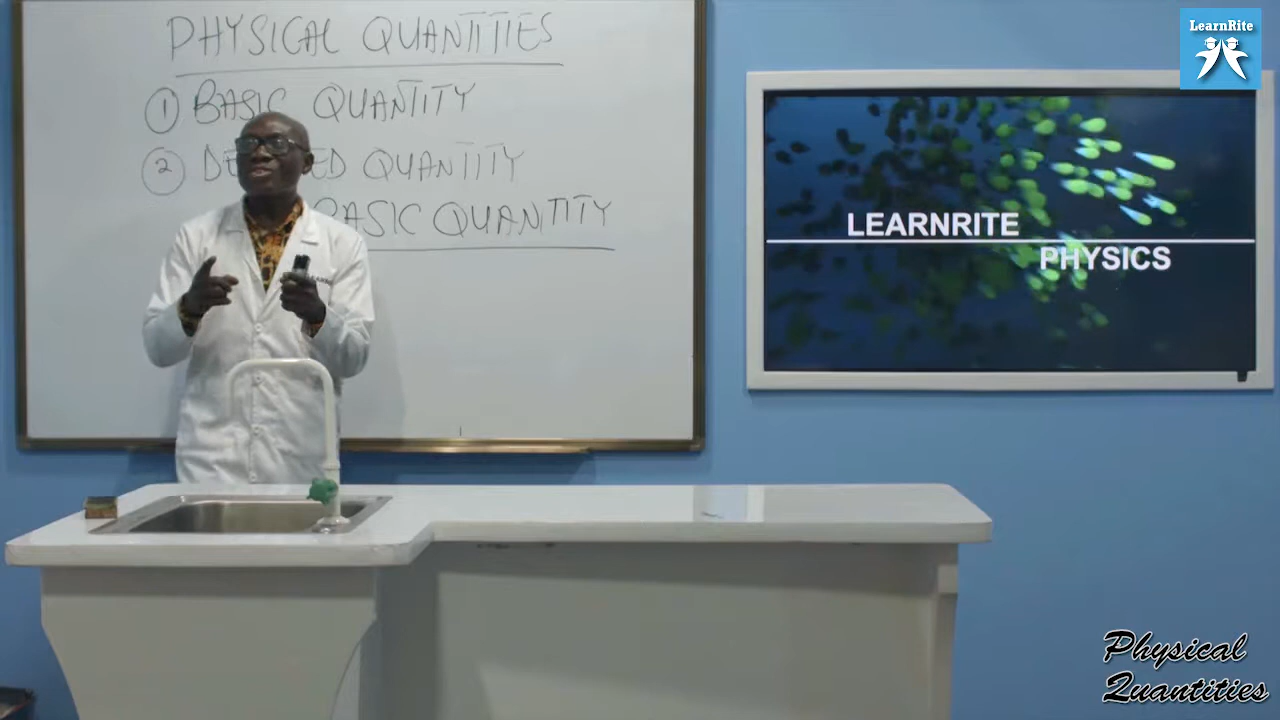 PHYSICAL QUANTITIES
1 BASIC QUANTITY
2 QUANTITY
BASIC QUANTITY
LearnRite
LEARNRITE
PHYSICS
Physical
Quantities